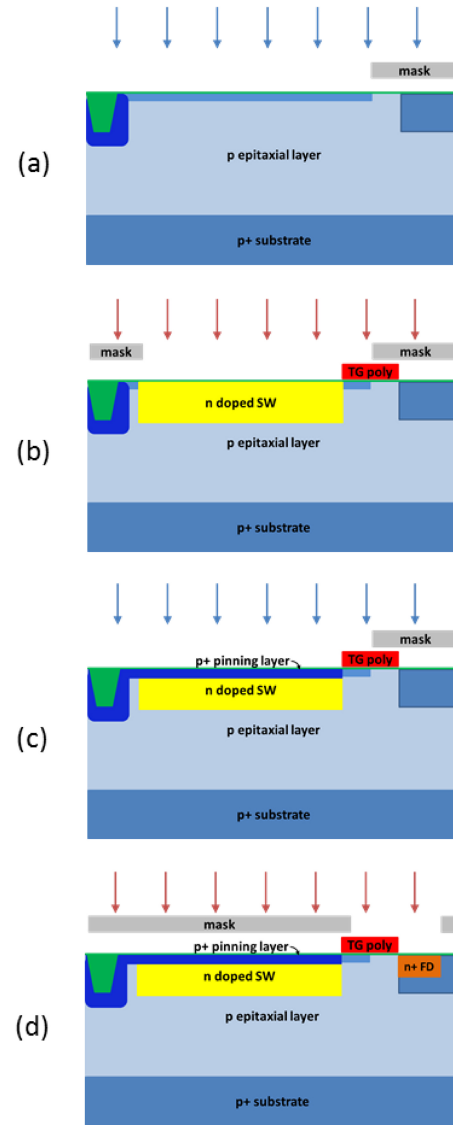 mask
(a)
p epitaxial layer
p+ substrate
mask
mask
TG poly
n doped SW
(b)
p epitaxial layer
p+ substrate
mask
p+ pinning layer
TG poly
n doped SW
(c)
p epitaxial layer
p+ substrate
mask
p+ pinning layer
TG poly
n doped SW
n+ FD
(d)
p epitaxial layer
p+ substrate